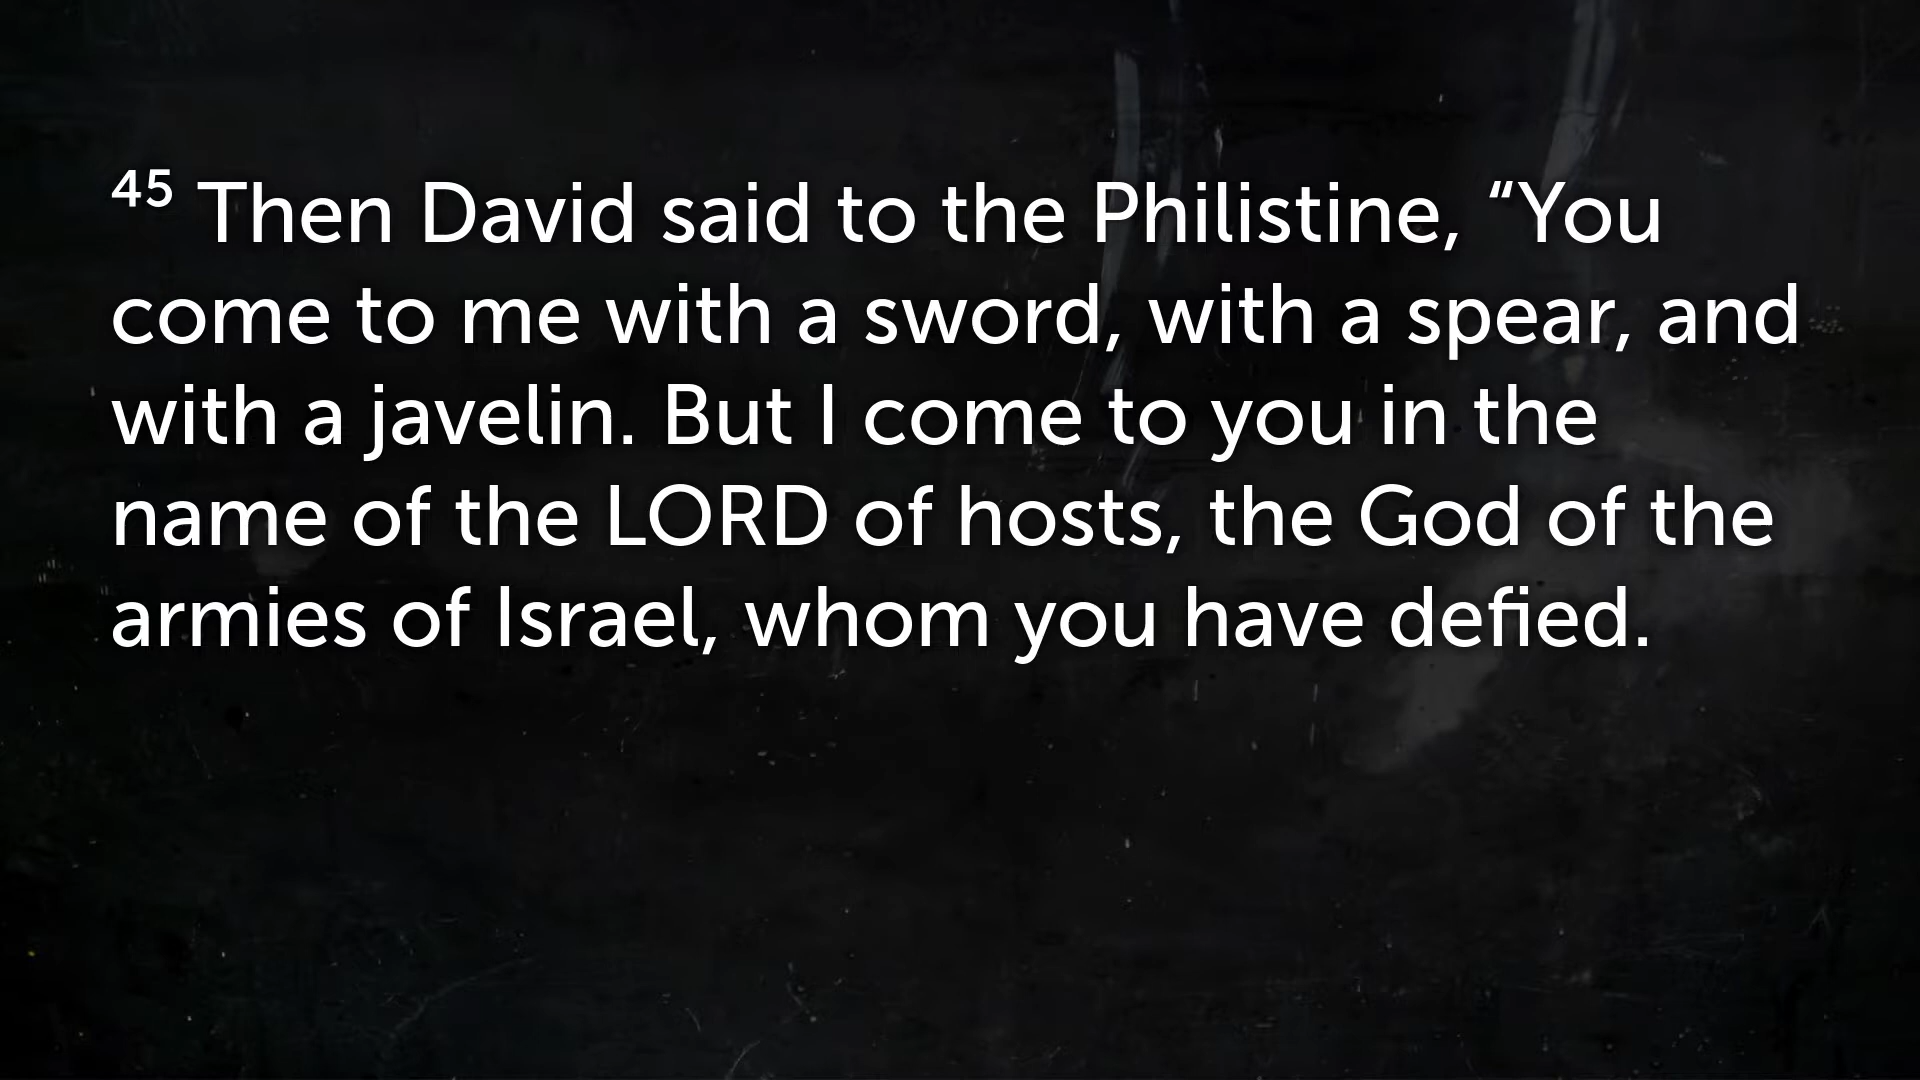 45 Then David said to the Philistine, “You
come to me with a sword, with a spear, and
with a javelin. But I come to you in the
name of the LORD of hosts, the God of the
armies of Israel, whom you have defied.